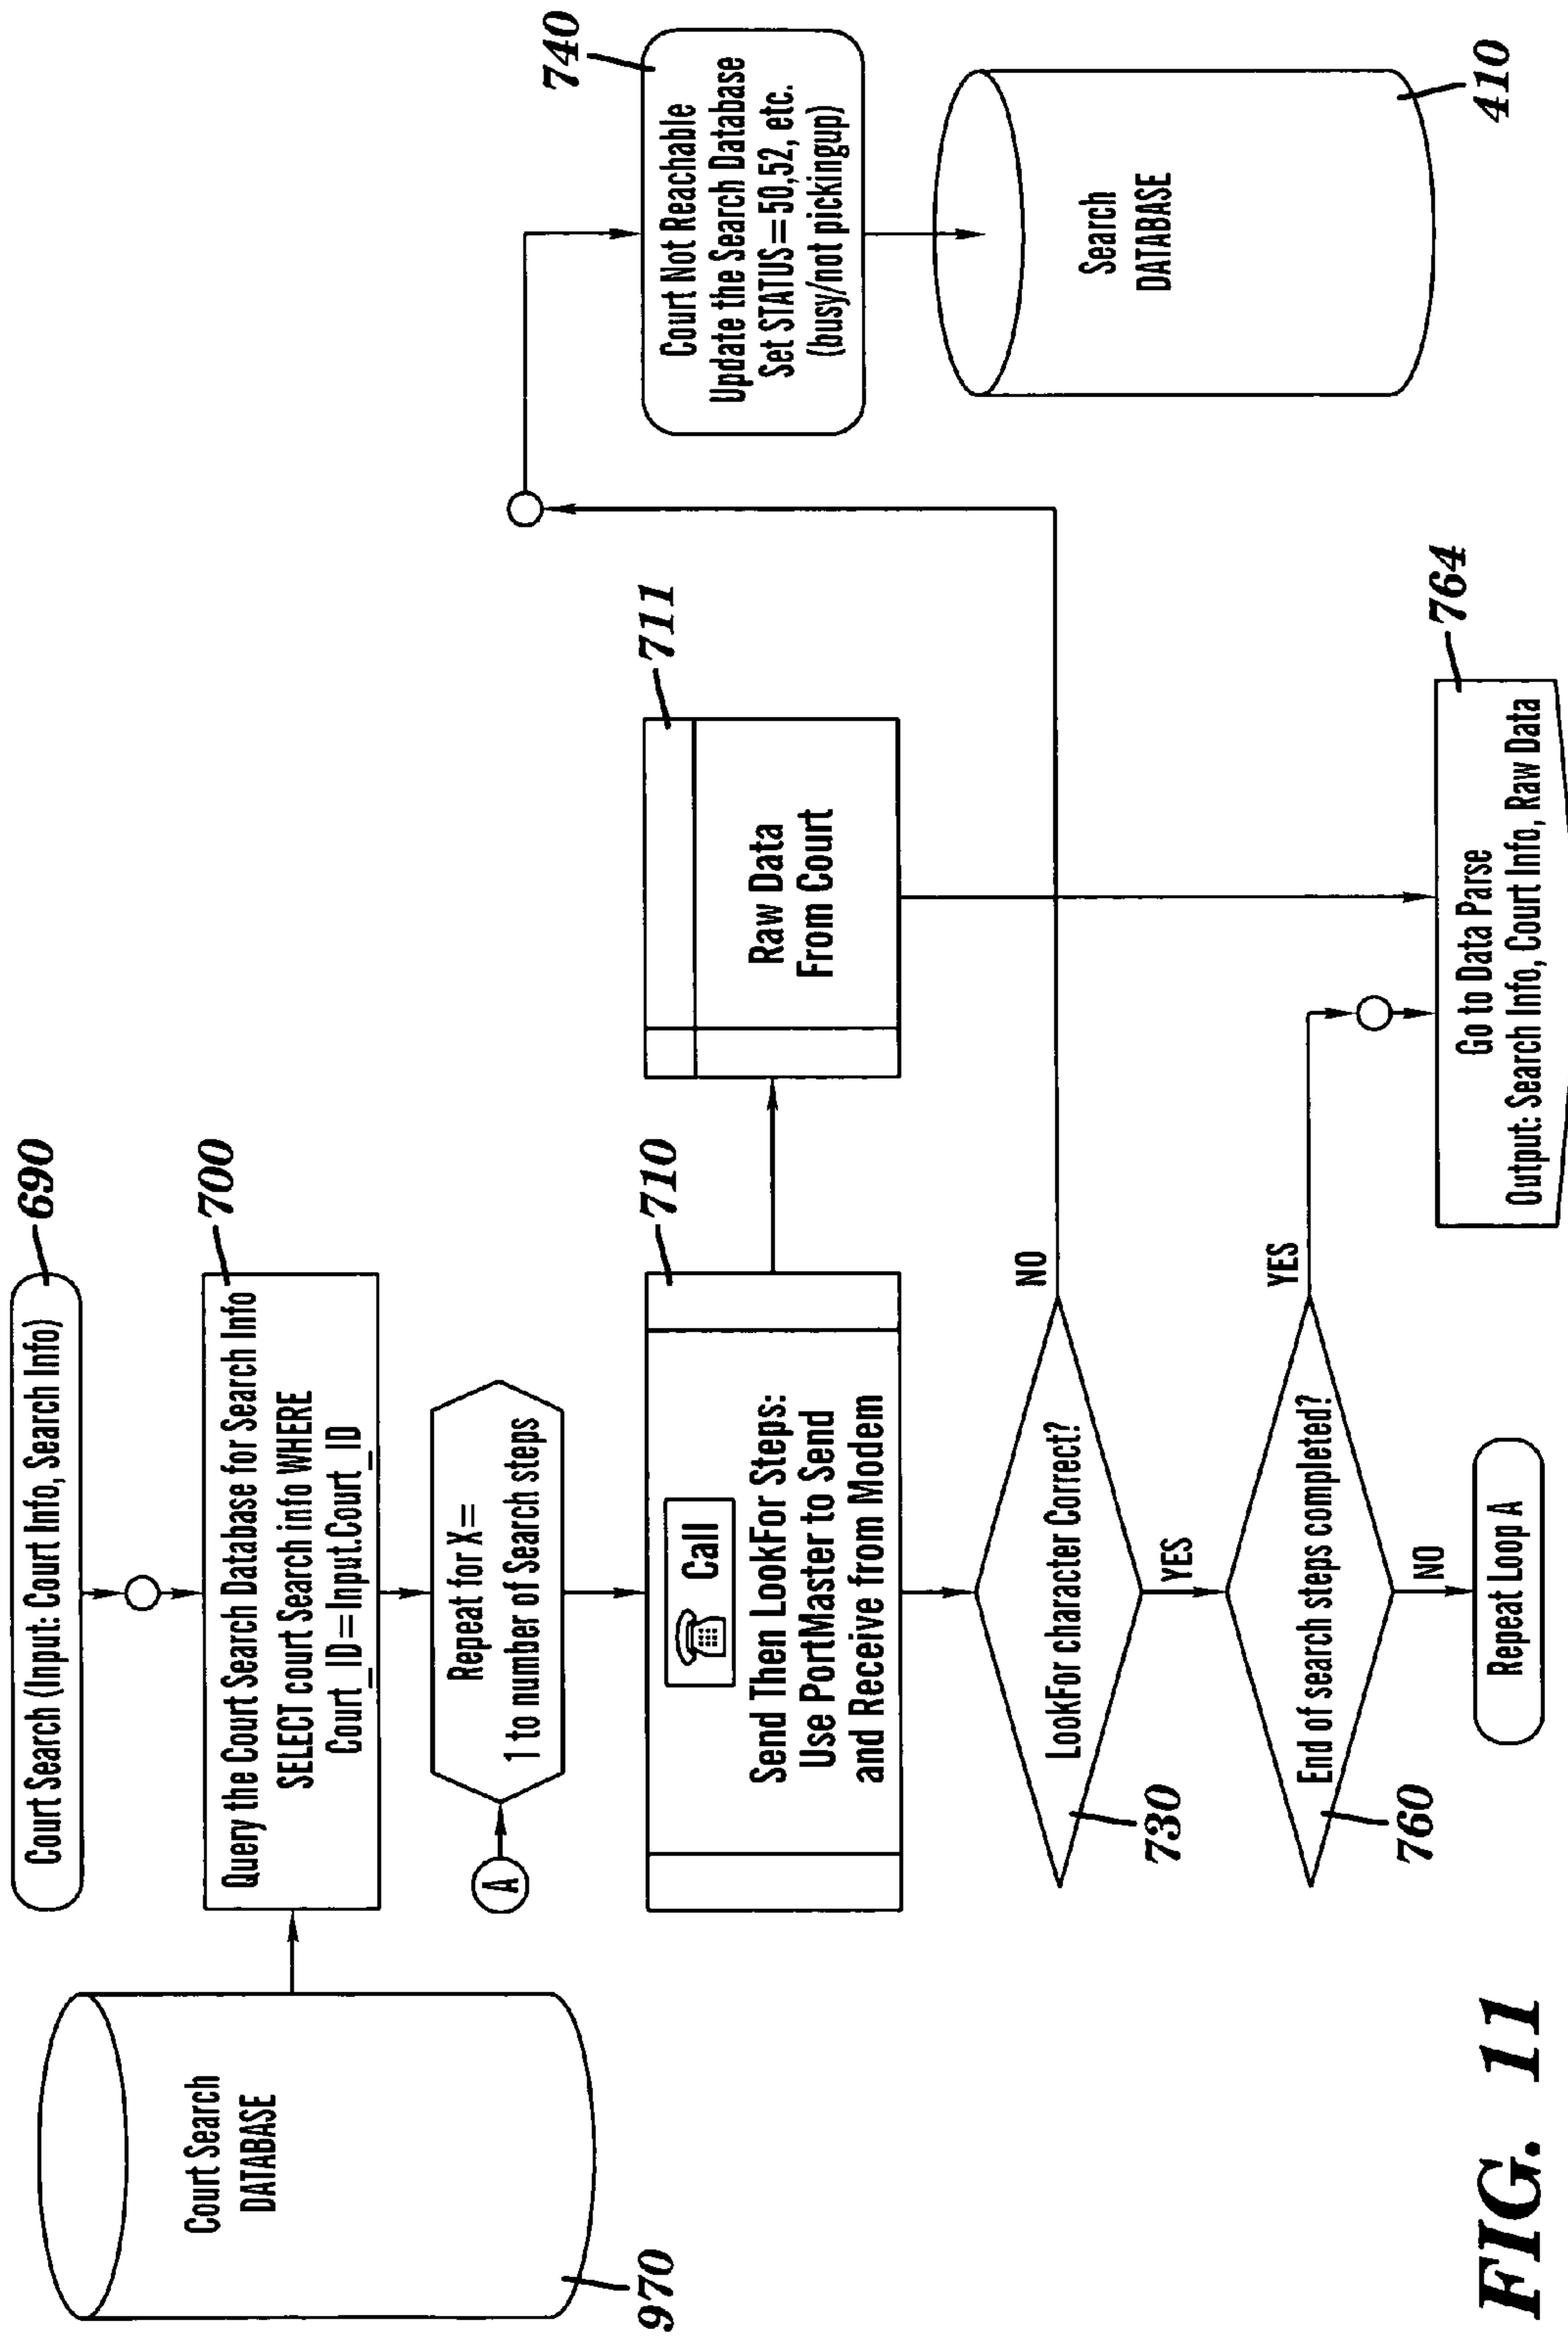 Court Search (Input: Court Info, Search Info)
690
Court Search
DATABASE
970
Query the Court Search Database for Search Info
SELECT court Search info WHERE
Court_ID=Input.Court_ID
700
A
Repeat for X=
1 to number of Search steps
Call
Send Then LookFor Steps:
Use PortMaster to Send
and Receive from Modem
710
Raw Data
From Court
711
Court Not Reachable
Update the Search Database
Set STATUS=50,52, etc.
(busy/not pickingup)
740
Search
DATABASE
410
LookFor character Correct?
730
NO
YES
End of search steps completed?
760
YES
NO
Repeat Loop A
Go to Data Parse
Output: Search Info, Court Info, Raw Data
764
FIG. 11